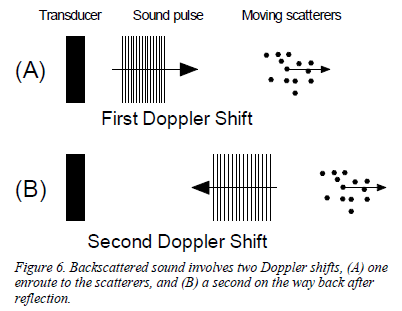 Transducer Sound pulse Moving scatterers
(A)
First Doppler Shift
(B)
Second Doppler Shift
Figure 6. Backscattered sound involves two Doppler shifts, (A) one
enroute to the scatterers, and (B) a second on the way back after
reflection.